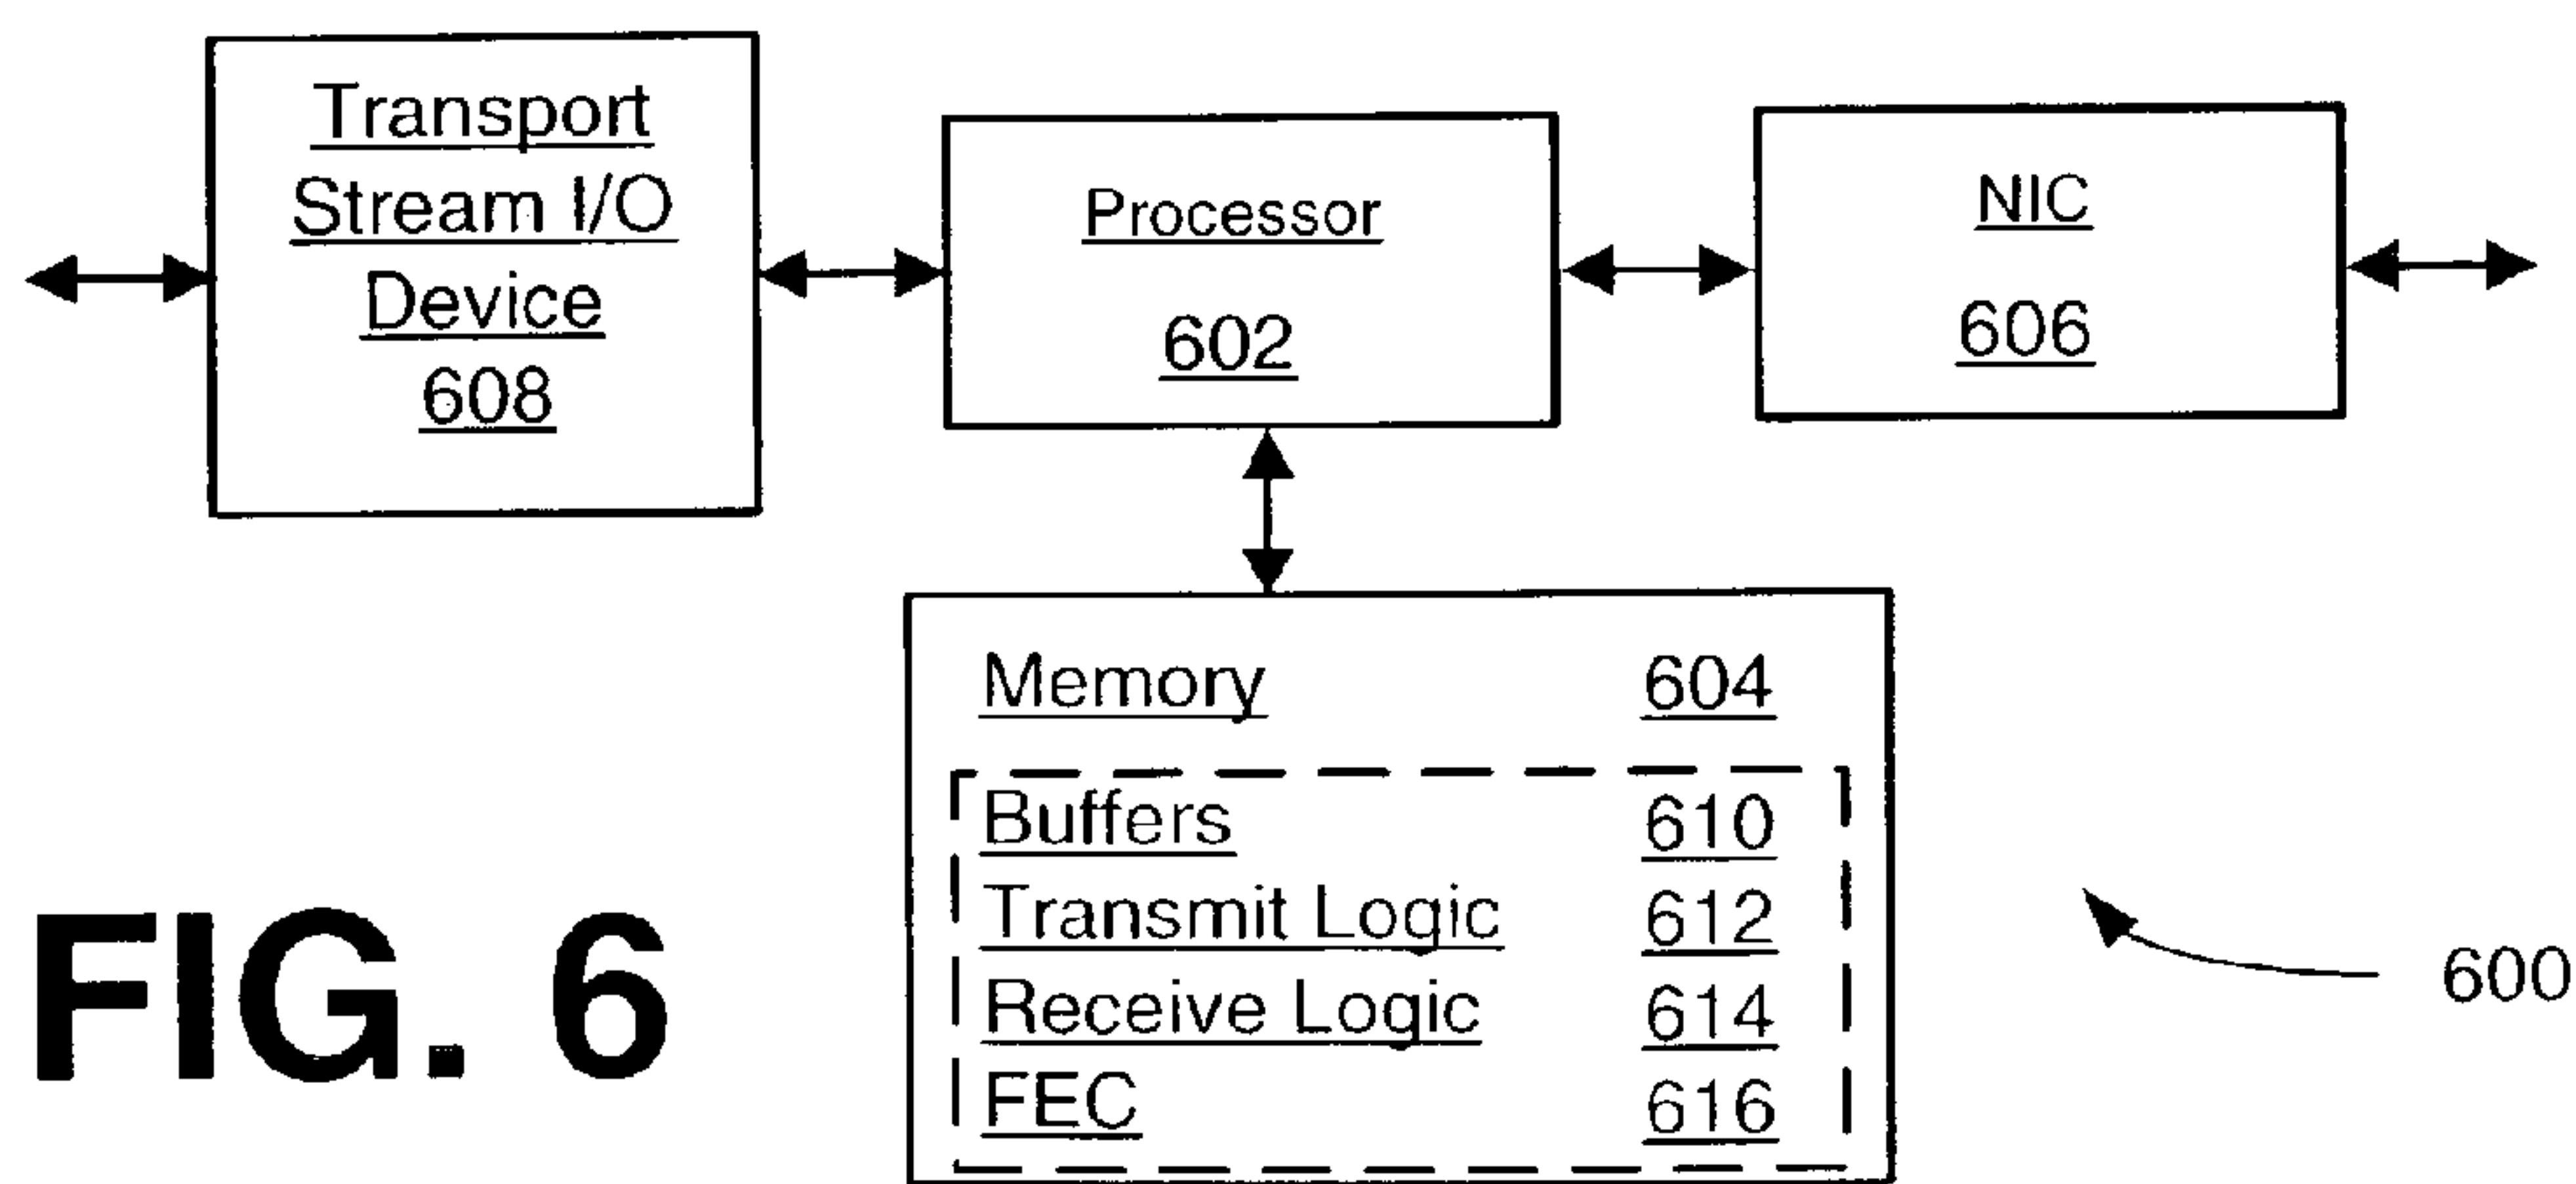 Transport
Stream I/O
Device
608
Processor
602
NIC
606
Memory 604
Buffers 610
Transmit Logic 612
Receive Logic 614
FEC 616
600
FIG. 6